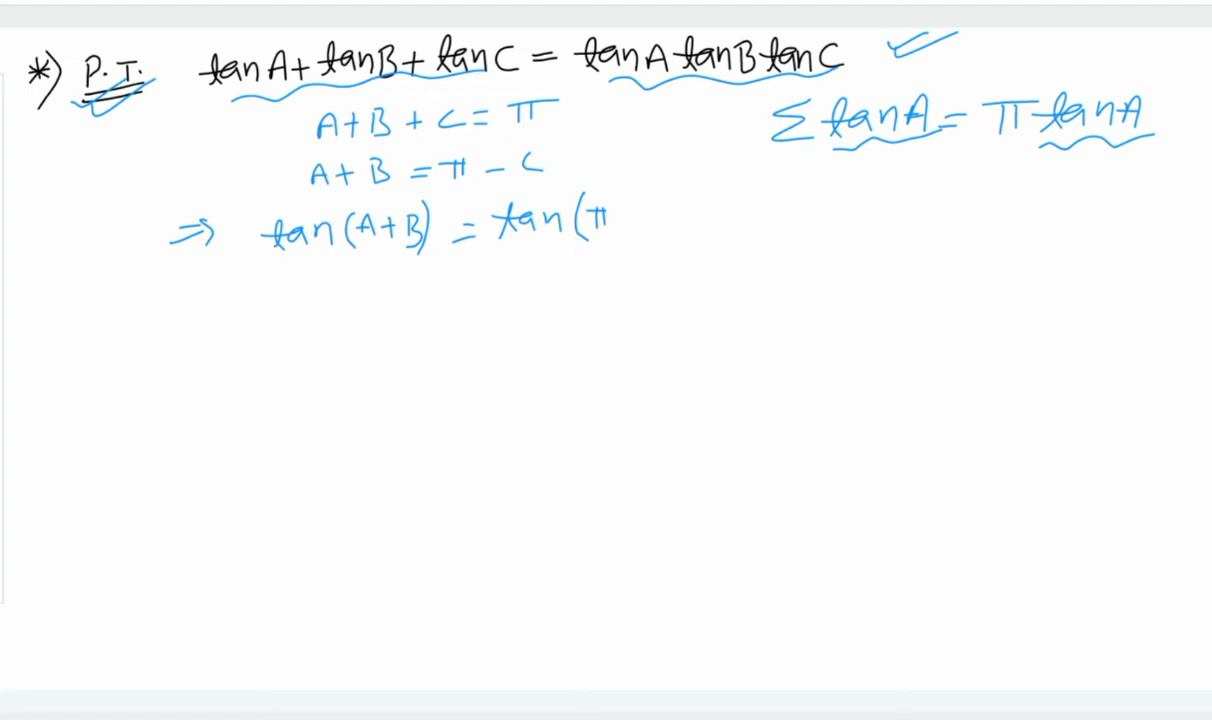 *) P.T. tanA + tanB + tanC = tanA tanB tanC
A + B + C = π
Σ tanA = Π tanA
A + B = π - C
⇒ tan(A+B) = tan(π